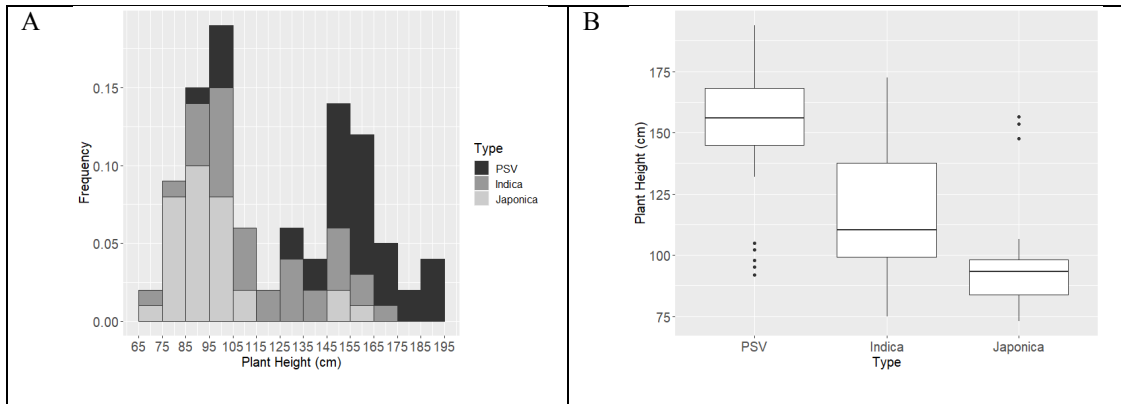 A
Frequency
0.15
0.10
0.05
0.00
65 75 85 95 105 115 125 135 145 155 165 175 185 195
Plant Height (cm)
Type
PSV
Indica
Japonica
B
Plant Height (cm)
175
150
125
100
75
PSV Indica Japonica
Type